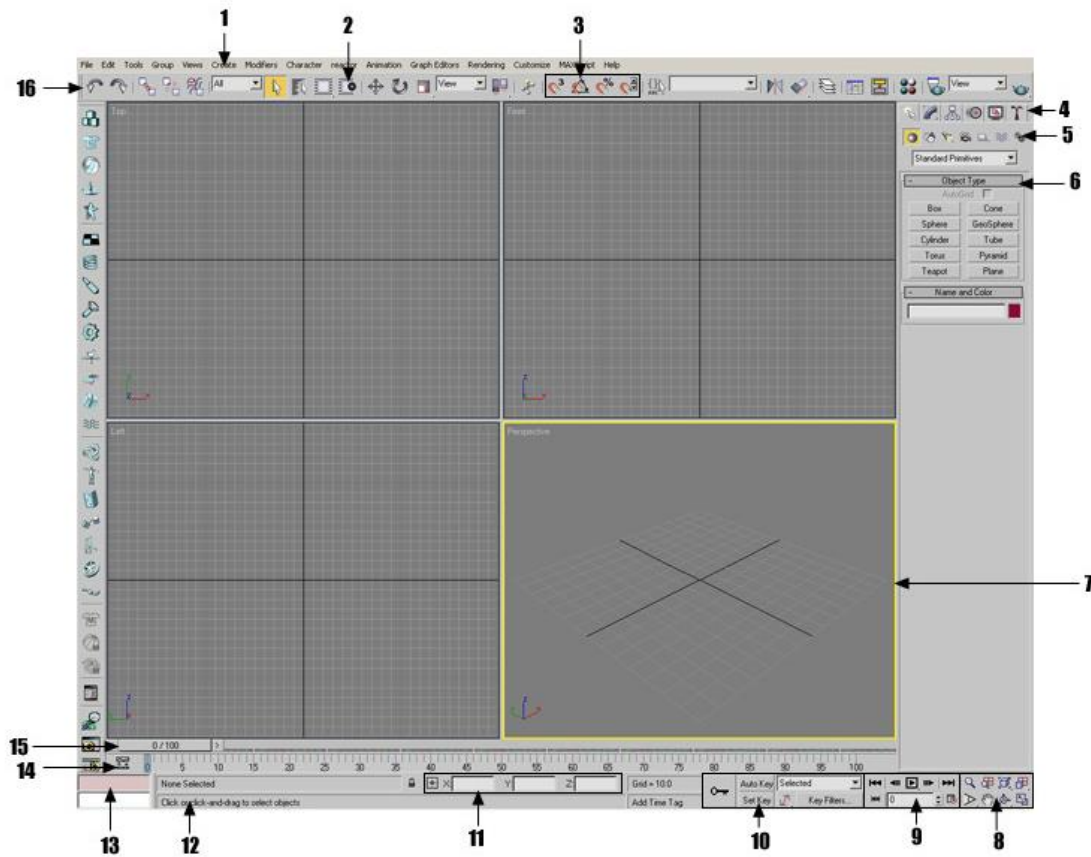 1
2
3
File Edit Tools Group Views Create Modifiers Character reactor Animation Graph Editors Rendering Customize MAXScript Help
16
All
View
3
%
ABC
View
4
5
Top
Front
Standard Primitives
6
Object Type
AutoGrid
Box Cone
Sphere GeoSphere
Cylinder Tube
Torus Pyramid
Teapot Plane
Name and Color
Left
Perspective
7
15
0 / 100
14
0 5 10 15 20 25 30 35 40 45 50 55 60 65 70 75 80 85 90 95 100
None Selected
X: Y: Z:
Grid = 10.0
Auto Key
Selected
Click or click-and-drag to select objects
Add Time Tag
Set Key
Key Filters...
0
13
12
11
10
9
8